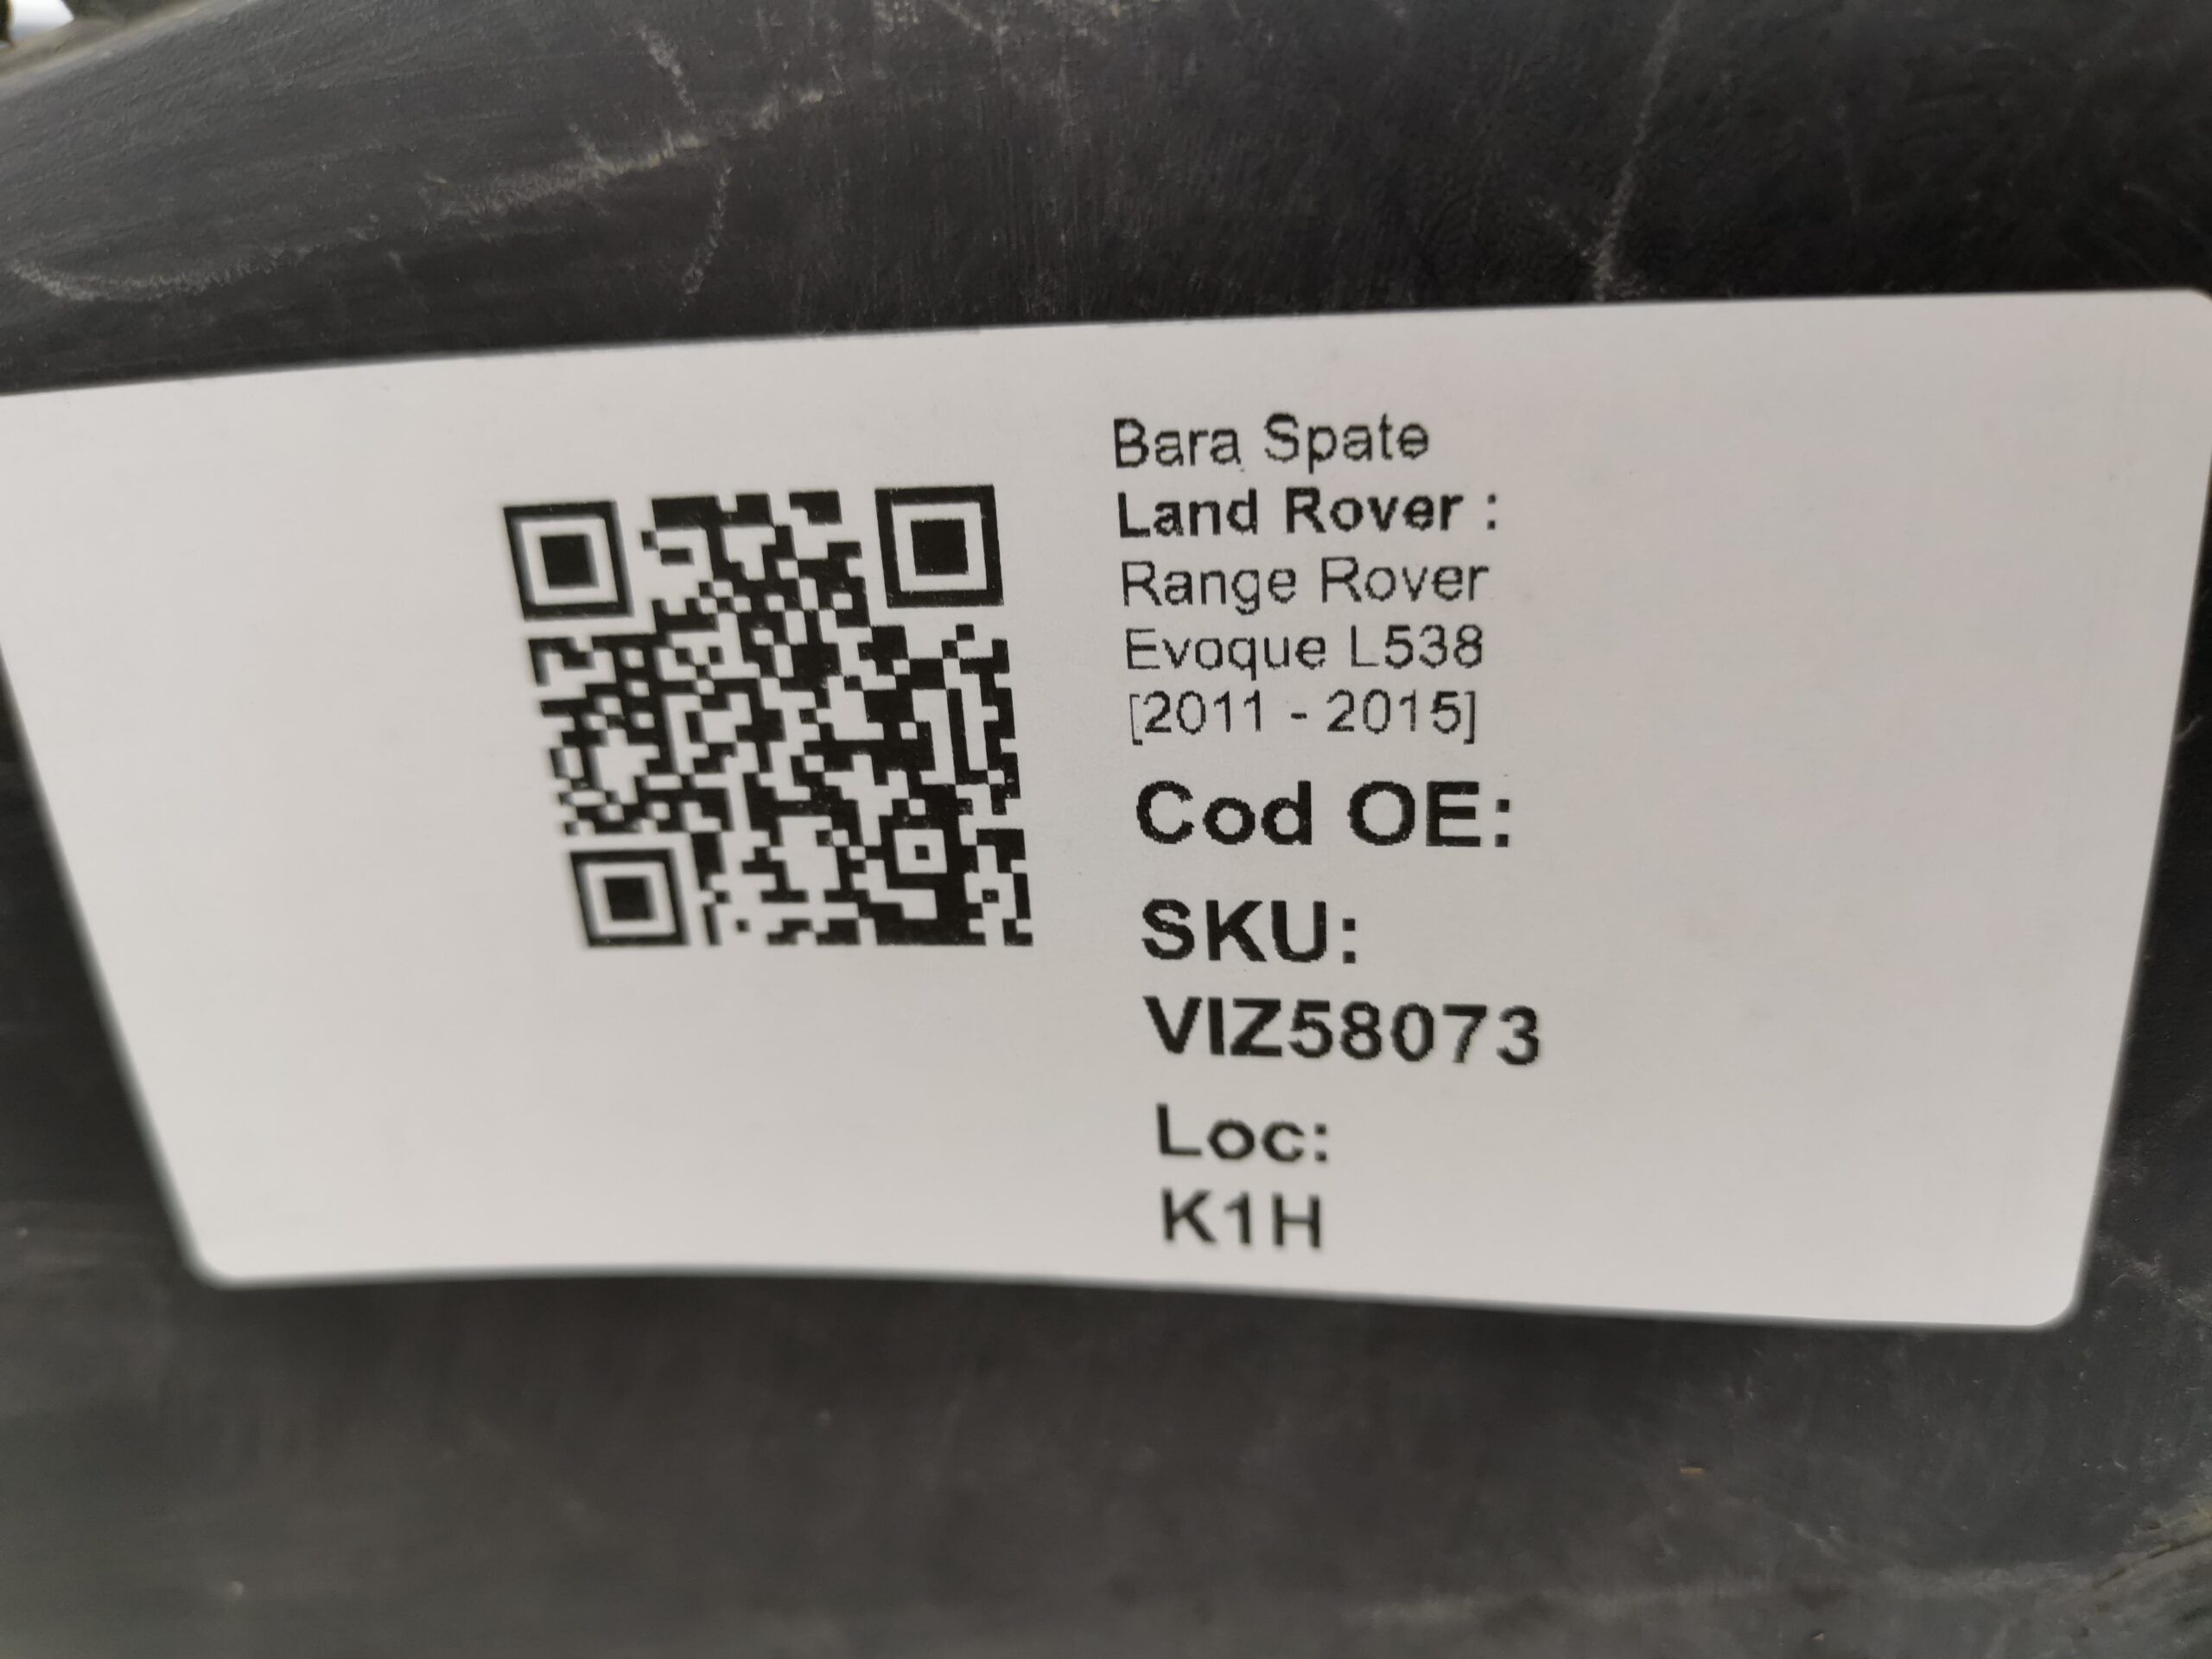 Bara Spate
Land Rover :
Range Rover
Evoque L538
[2011 - 2015]
Cod OE:
SKU:
VIZ58073
Loc:
K1H